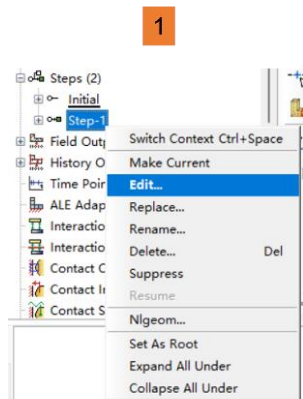 1
Steps (2)
Initial
Step-1
Switch Context Ctrl+Space
Field Out
Make Current
History O
Edit...
Time Poin
Replace...
ALE Adap
Rename...
Interactio
Delete... Del
Interactio
Suppress
Contact C
Resume
Contact In
Nlgeom...
Contact S
Set As Root
Expand All Under
Collapse All Under